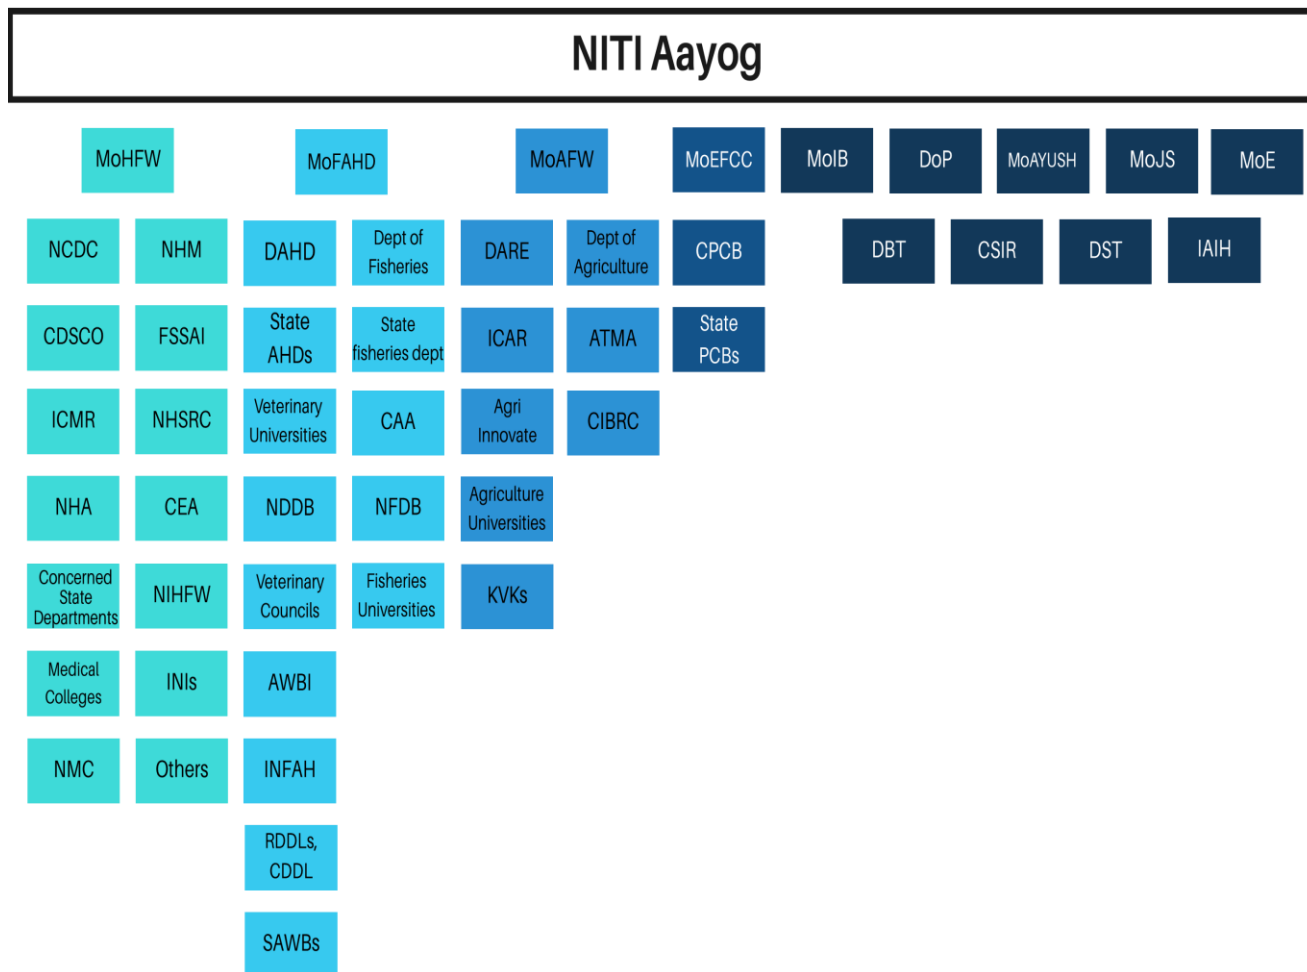 NITI Aayog
MoHFW
MoFAHD
MoAFW
MoEFCC
MoIB
DoP
MoAYUSH
MoJS
MoE
NCDC
NHM
DAHD
Dept of
Fisheries
DARE
Dept of
Agriculture
CPCB
DBT
CSIR
DST
IAIH
CDSCO
FSSAI
State
AHDs
State
fisheries dept
ICAR
ATMA
State
PCBs
ICMR
NHSRC
Veterinary
Universities
CAA
Agri
Innovate
CIBRC
NHA
CEA
NDDB
NFDB
Agriculture
Universities
Concerned
State
Departments
NIHFW
Veterinary
Councils
Fisheries
Universities
KVKs
Medical
Colleges
INIs
AWBI
NMC
Others
INFAH
RDDLs,
CDDL
SAWBs